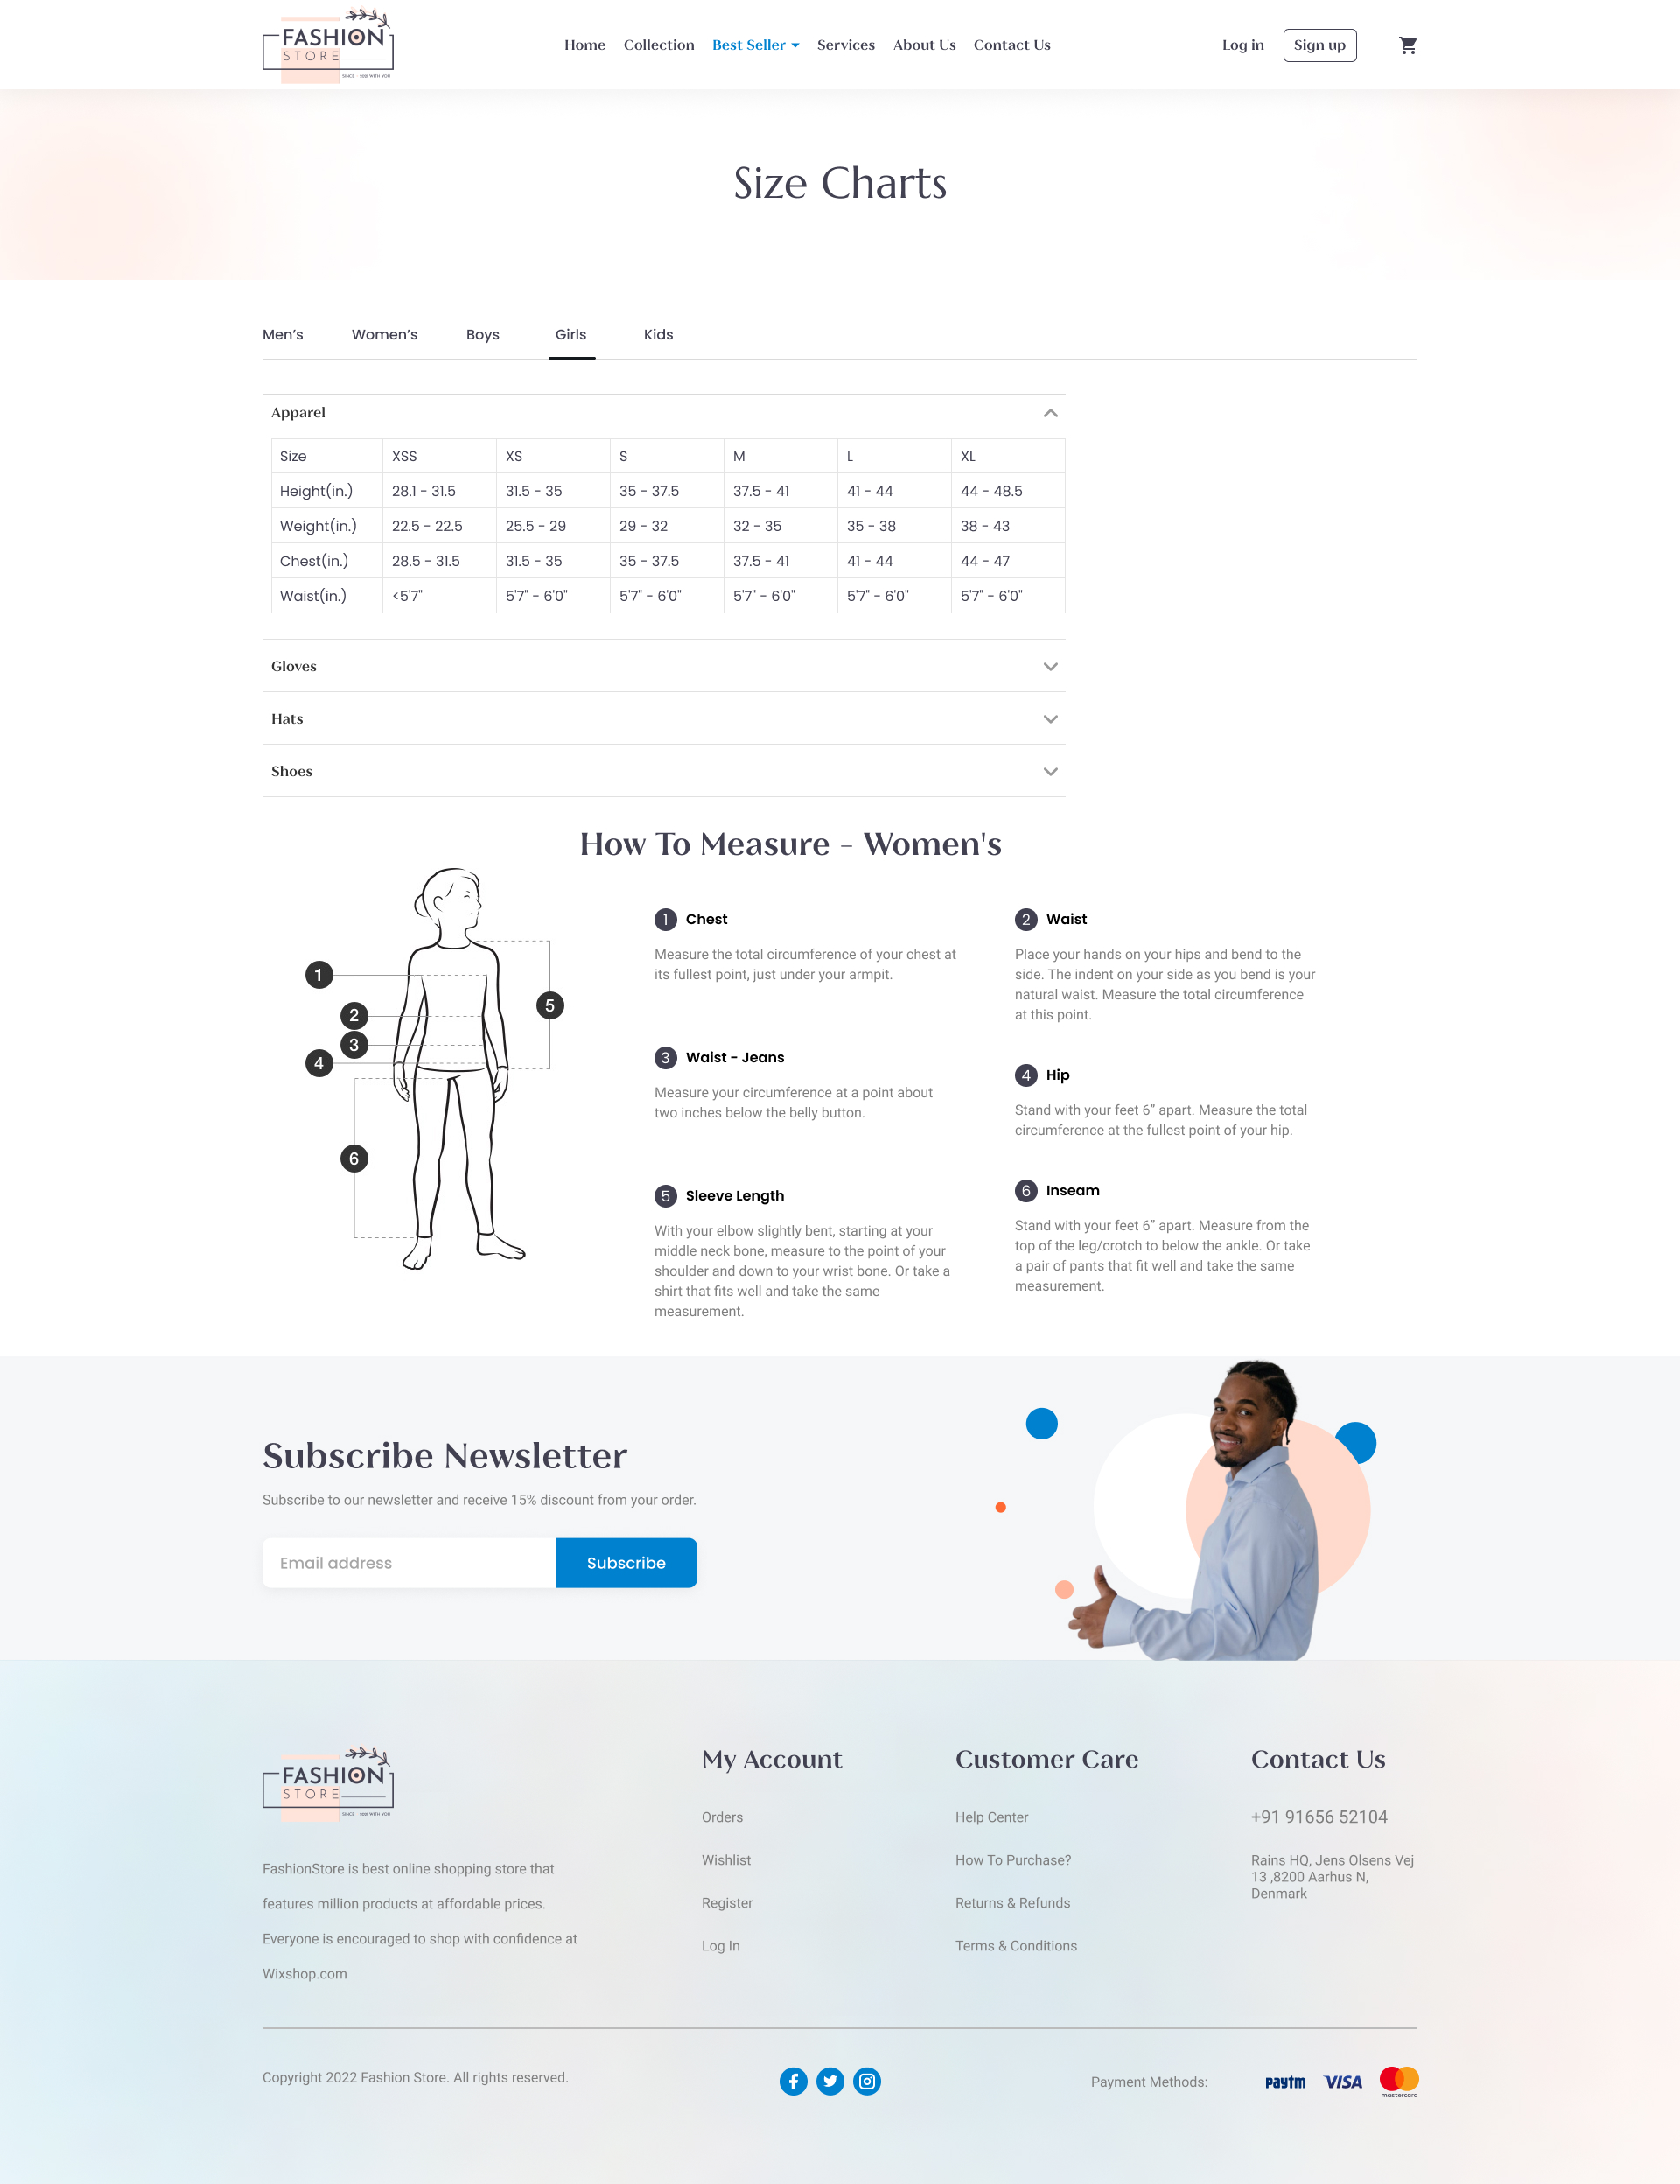 FASHION
STORE
Home Collection Best Seller Services About Us Contact Us Log in Sign up
Size Charts
Men’s Women’s Boys Girls Kids
Apparel
Size XSS XS S M L XL
Height(in.) 28.1 - 31.5 31.5 - 35 35 - 37.5 37.5 - 41 41 - 44 44 - 48.5
Weight(in.) 22.5 - 22.5 25.5 - 29 29 - 32 32 - 35 35 - 38 38 - 43
Chest(in.) 28.5 - 31.5 31.5 - 35 35 - 37.5 37.5 - 41 41 - 44 44 - 47
Waist(in.) <5'7" 5'7" - 6'0" 5'7" - 6'0" 5'7" - 6'0" 5'7" - 6'0" 5'7" - 6'0"
Gloves
Hats
Shoes
How To Measure - Women's
1
2
3
4
5
6
1 Chest
Measure the total circumference of your chest at
its fullest point, just under your armpit.
2 Waist
Place your hands on your hips and bend to the
side. The indent on your side as you bend is your
natural waist. Measure the total circumference
at this point.
3 Waist - Jeans
Measure your circumference at a point about
two inches below the belly button.
4 Hip
Stand with your feet 6” apart. Measure the total
circumference at the fullest point of your hip.
5 Sleeve Length
With your elbow slightly bent, starting at your
middle neck bone, measure to the point of your
shoulder and down to your wrist bone. Or take a
shirt that fits well and take the same
measurement.
6 Inseam
Stand with your feet 6” apart. Measure from the
top of the leg/crotch to below the ankle. Or take
a pair of pants that fit well and take the same
measurement.
Subscribe Newsletter
Subscribe to our newsletter and receive 15% discount from your order.
Email address Subscribe
FASHION
STORE
FashionStore is best online shopping store that
features million products at affordable prices.
Everyone is encouraged to shop with confidence at
Wixshop.com
My Account
Orders
Wishlist
Register
Log In
Customer Care
Help Center
How To Purchase?
Returns & Refunds
Terms & Conditions
Contact Us
+91 91656 52104
Rains HQ, Jens Olsens Vej
13 ,8200 Aarhus N,
Denmark
Copyright 2022 Fashion Store. All rights reserved.
Payment Methods: paytm VISA mastercard